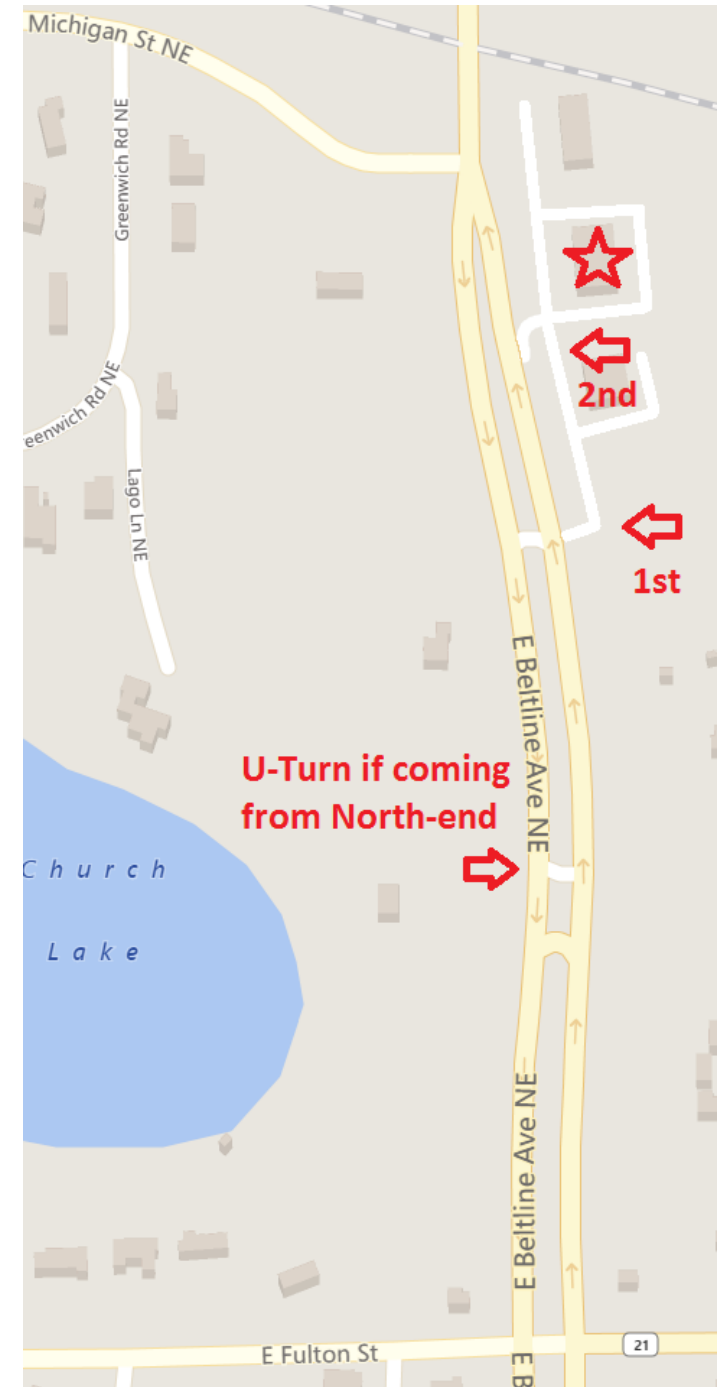 Michigan St NE
Greenwich Rd NE
2nd
eenwich Rd NE
Lago Ln NE
1st
E Beltline Ave NE
U-Turn if coming
from North-end
Church
Lake
E Beltline Ave NE
21
E Fulton St
E B